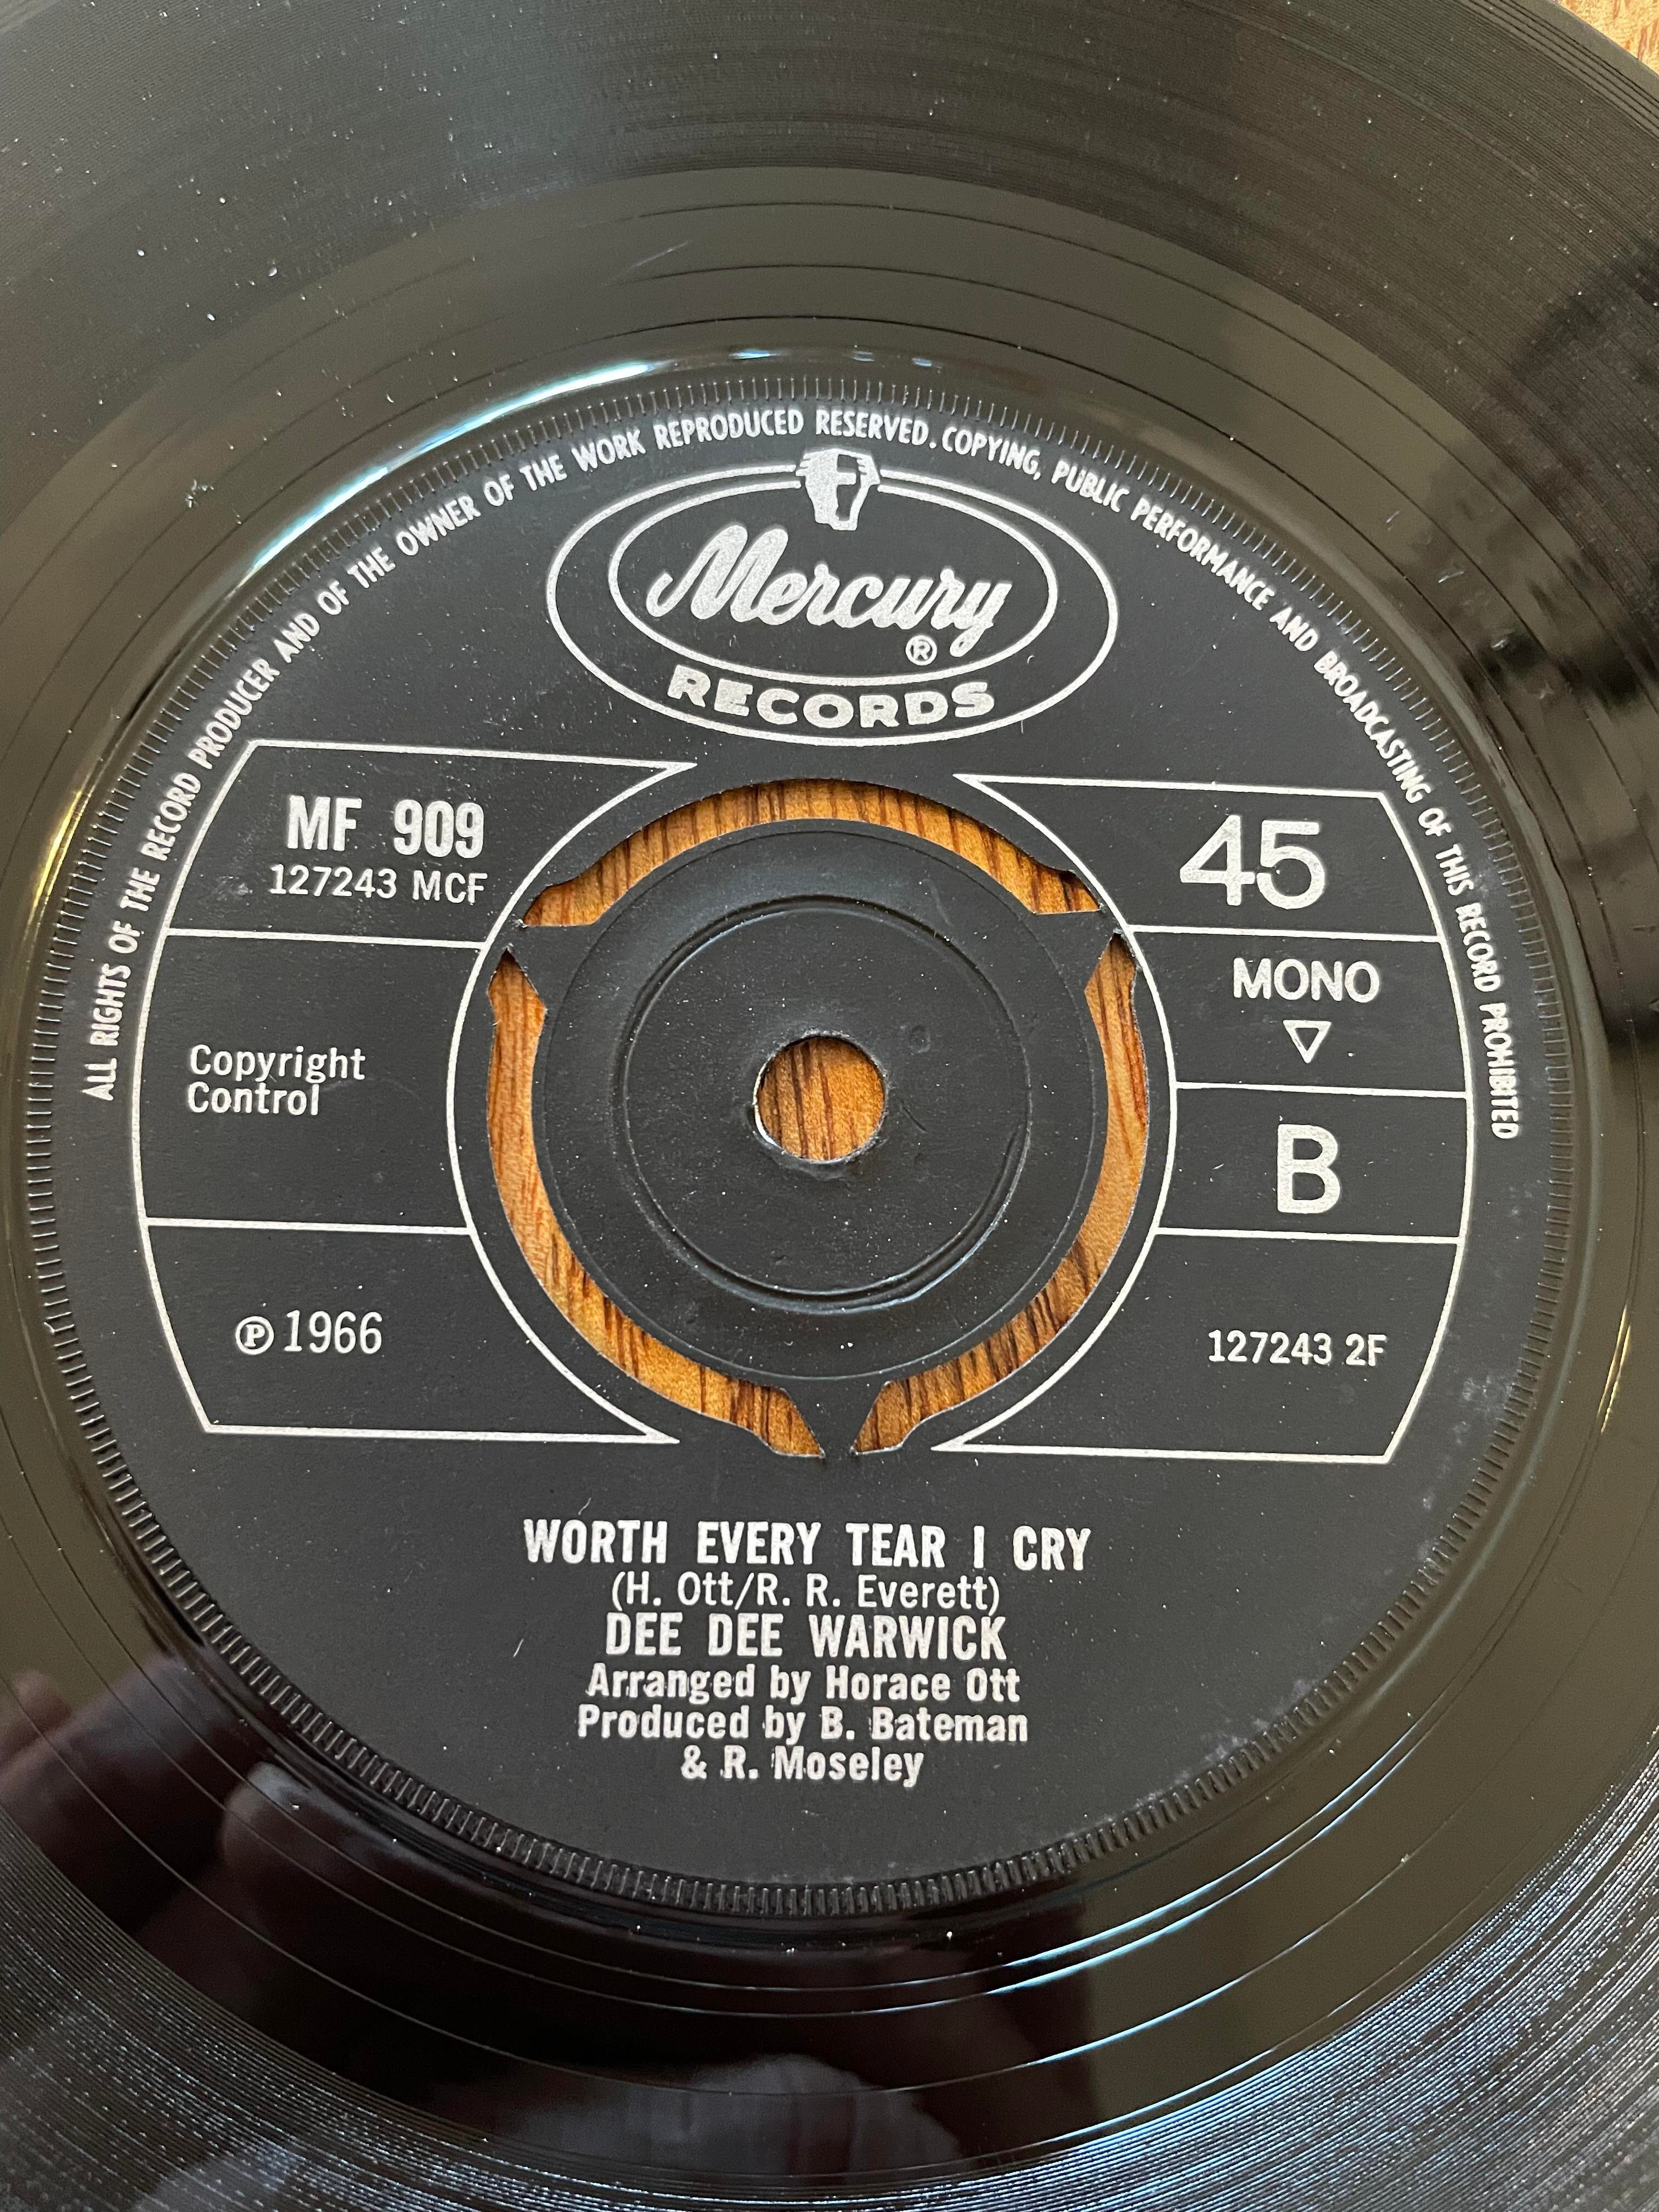 ALL RIGHTS OF THE RECORD PRODUCER AND OF THE OWNER OF THE WORK REPRODUCED RESERVED. COPYING, PUBLIC PERFORMANCE AND BROADCASTING OF THIS RECORD PROHIBITED
Mercury
®
RECORDS
MF 909
127243 MCF
Copyright
Control
℗ 1966
45
MONO
▽
B
127243 2F
WORTH EVERY TEAR I CRY
(H. Ott/R. R. Everett)
DEE DEE WARWICK
Arranged by Horace Ott
Produced by B. Bateman
& R. Moseley